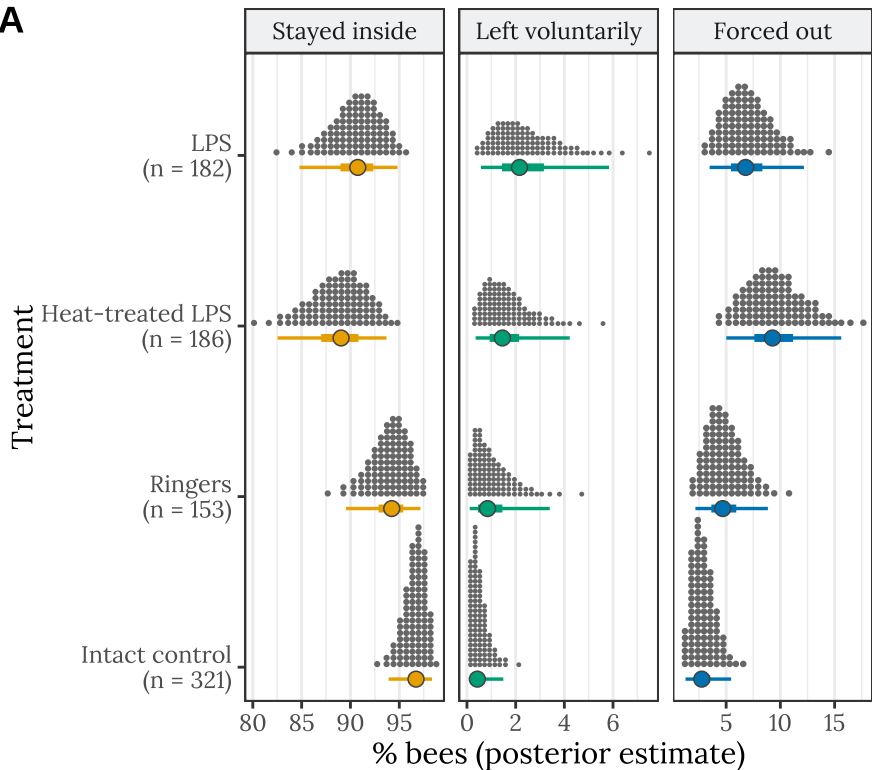 A
Stayed inside
Left voluntarily
Forced out
Treatment
LPS
(n = 182)
Heat-treated LPS
(n = 186)
Ringers
(n = 153)
Intact control
(n = 321)
80 85 90 95
0 2 4 6
5 10 15
% bees (posterior estimate)